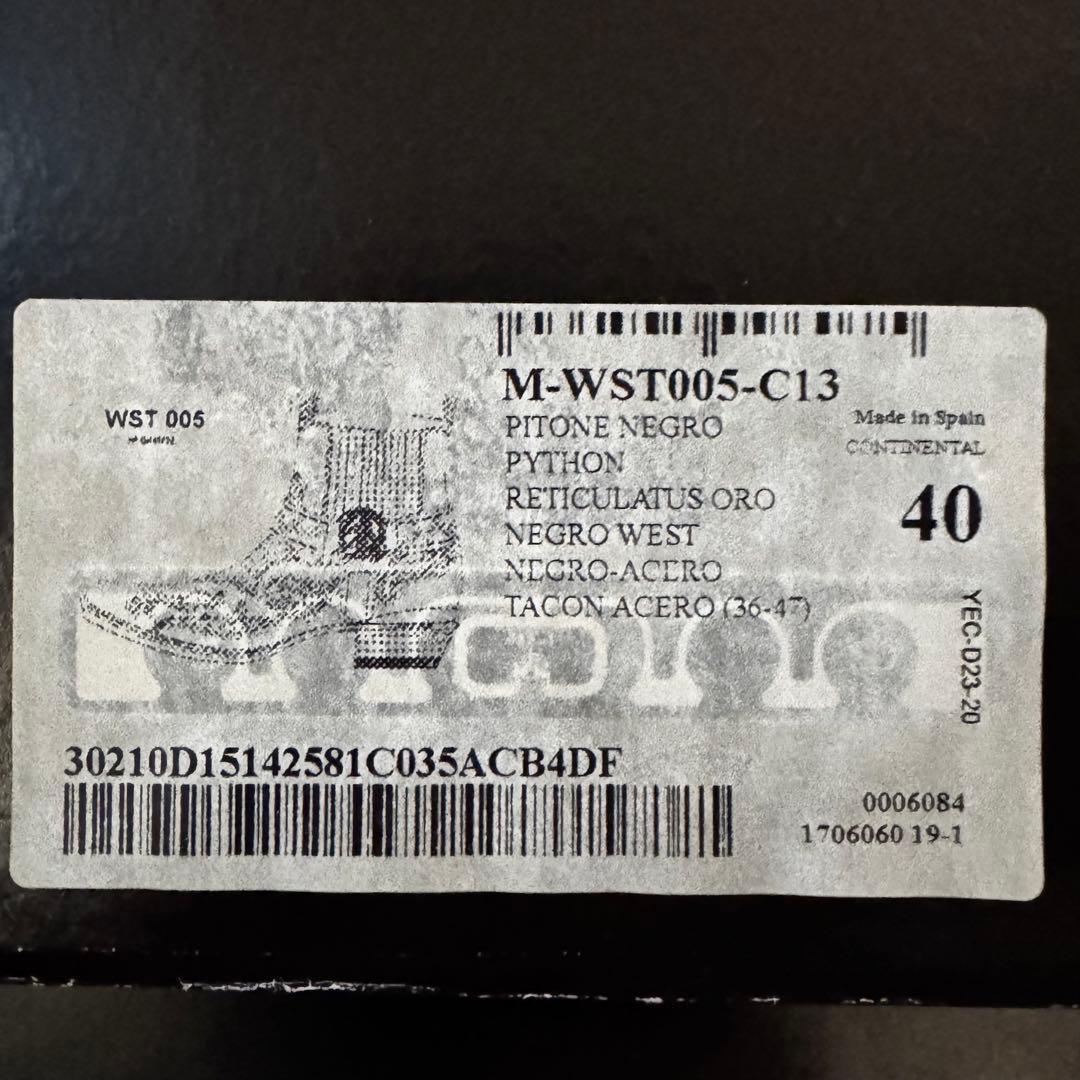 WST 005
M-WST005-C13
PITONE NEGRO
PYTHON
RETICULATUS ORO
NEGRO WEST
NEGRO-ACERO
TACON ACERO (36-47)
Made in Spain
CONTINENTAL
40
YEC-D23-20
30210D15142581C035ACB4DF
0006084
1706060 19-1